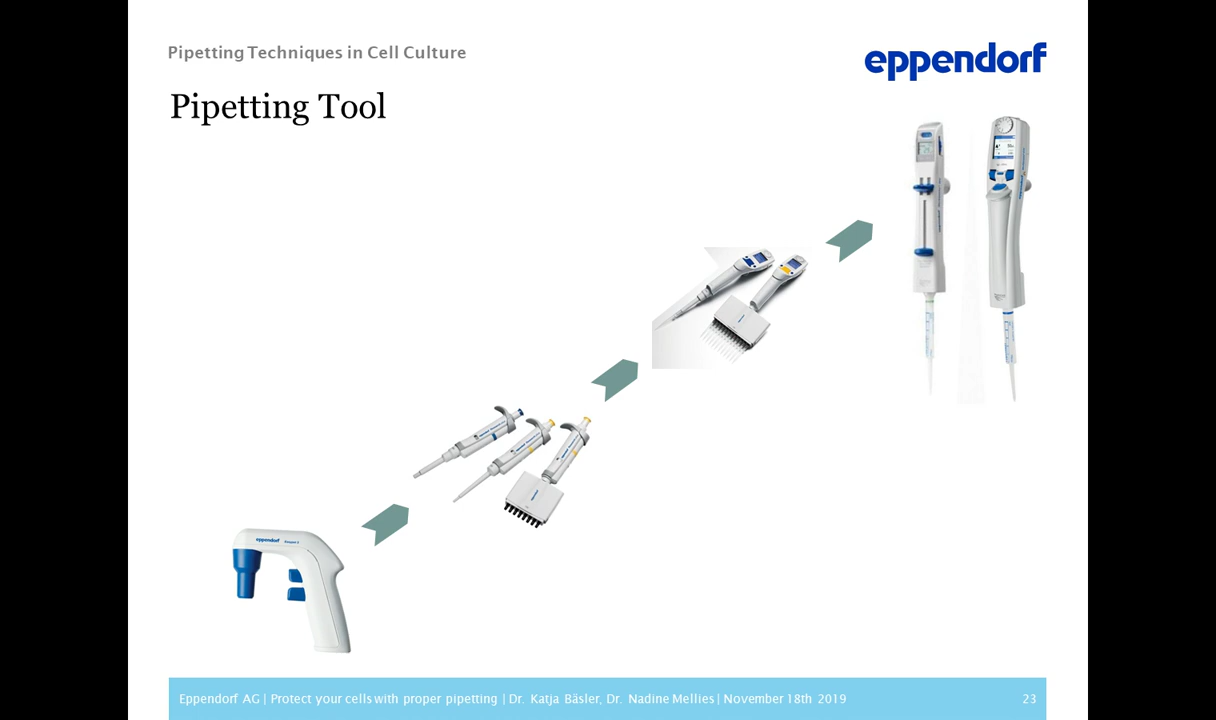 Pipetting Techniques in Cell Culture
eppendorf
Pipetting Tool
eppendorf
Eppendorf AG | Protect your cells with proper pipetting | Dr. Katja Bäsler, Dr. Nadine Mellies | November 18th 2019
23